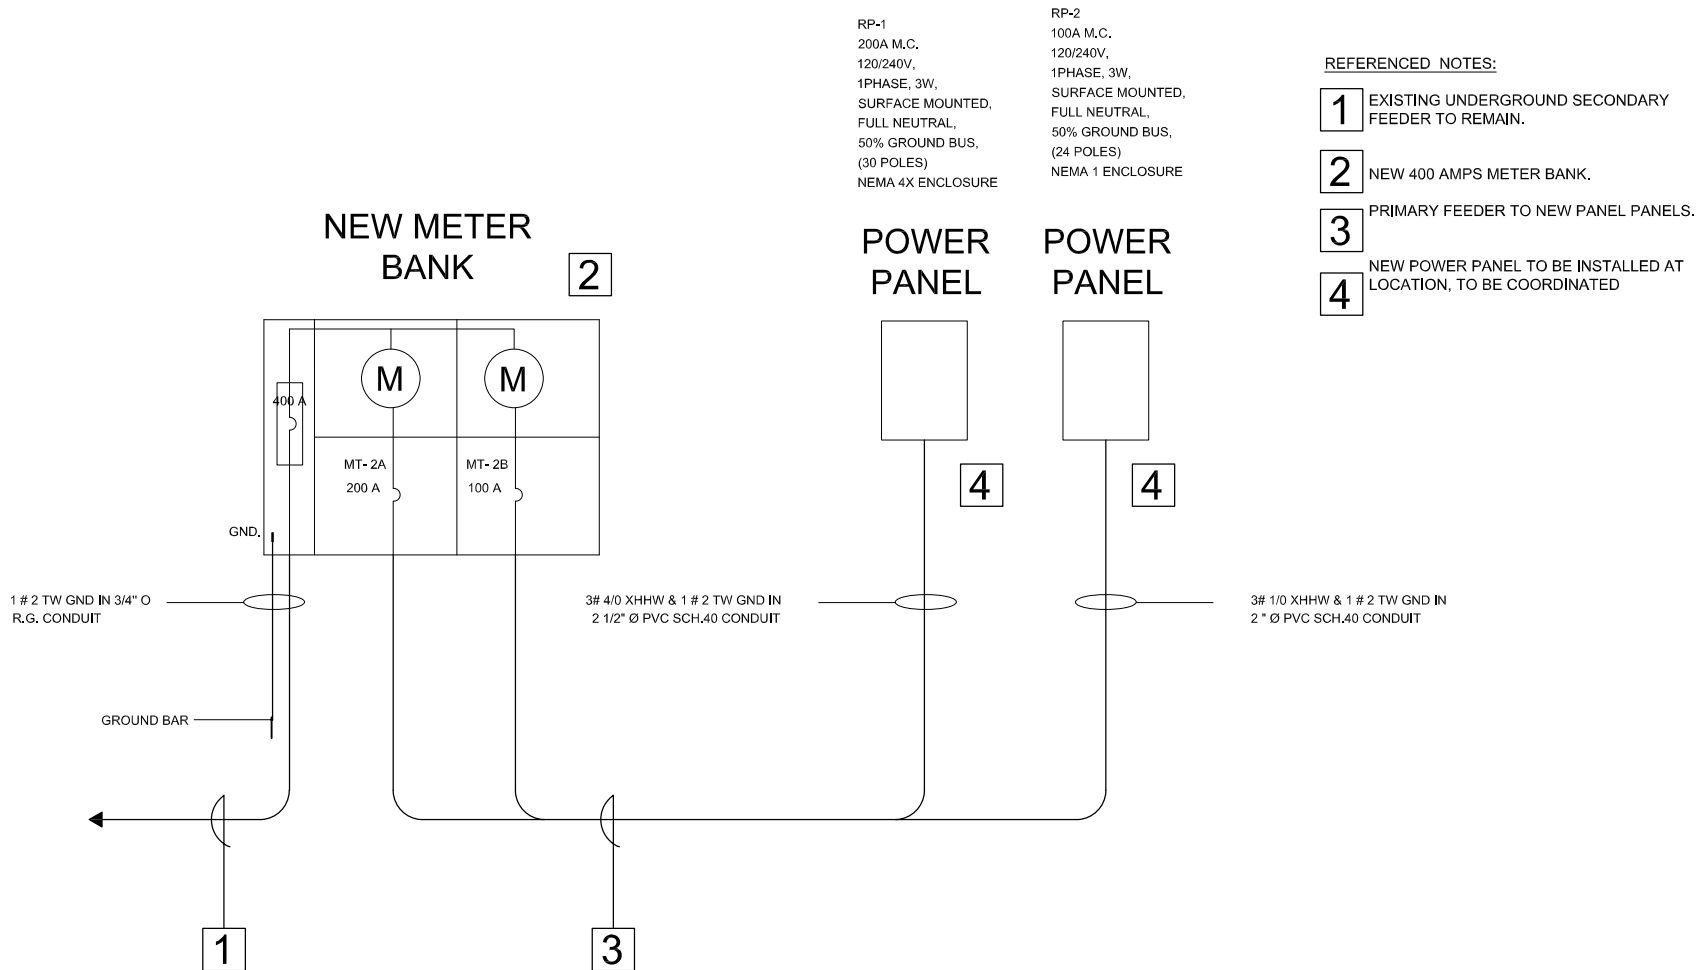 RP-1
200A M.C.
120/240V,
1PHASE, 3W,
SURFACE MOUNTED,
FULL NEUTRAL,
50% GROUND BUS,
(30 POLES)
NEMA 4X ENCLOSURE
RP-2
100A M.C.
120/240V,
1PHASE, 3W,
SURFACE MOUNTED,
FULL NEUTRAL,
50% GROUND BUS,
(24 POLES)
NEMA 1 ENCLOSURE
REFERENCED NOTES:
1
EXISTING UNDERGROUND SECONDARY
FEEDER TO REMAIN.
2
NEW 400 AMPS METER BANK.
3
PRIMARY FEEDER TO NEW PANEL PANELS.
4
NEW POWER PANEL TO BE INSTALLED AT
LOCATION, TO BE COORDINATED
NEW METER
BANK
2
POWER
PANEL
POWER
PANEL
M
M
400 A
MT- 2A
200 A
MT- 2B
100 A
4
4
GND.
1 # 2 TW GND IN 3/4" O
R.G. CONDUIT
3# 4/0 XHHW & 1 # 2 TW GND IN
2 1/2" Ø PVC SCH.40 CONDUIT
3# 1/0 XHHW & 1 # 2 TW GND IN
2 " Ø PVC SCH.40 CONDUIT
GROUND BAR
1
3